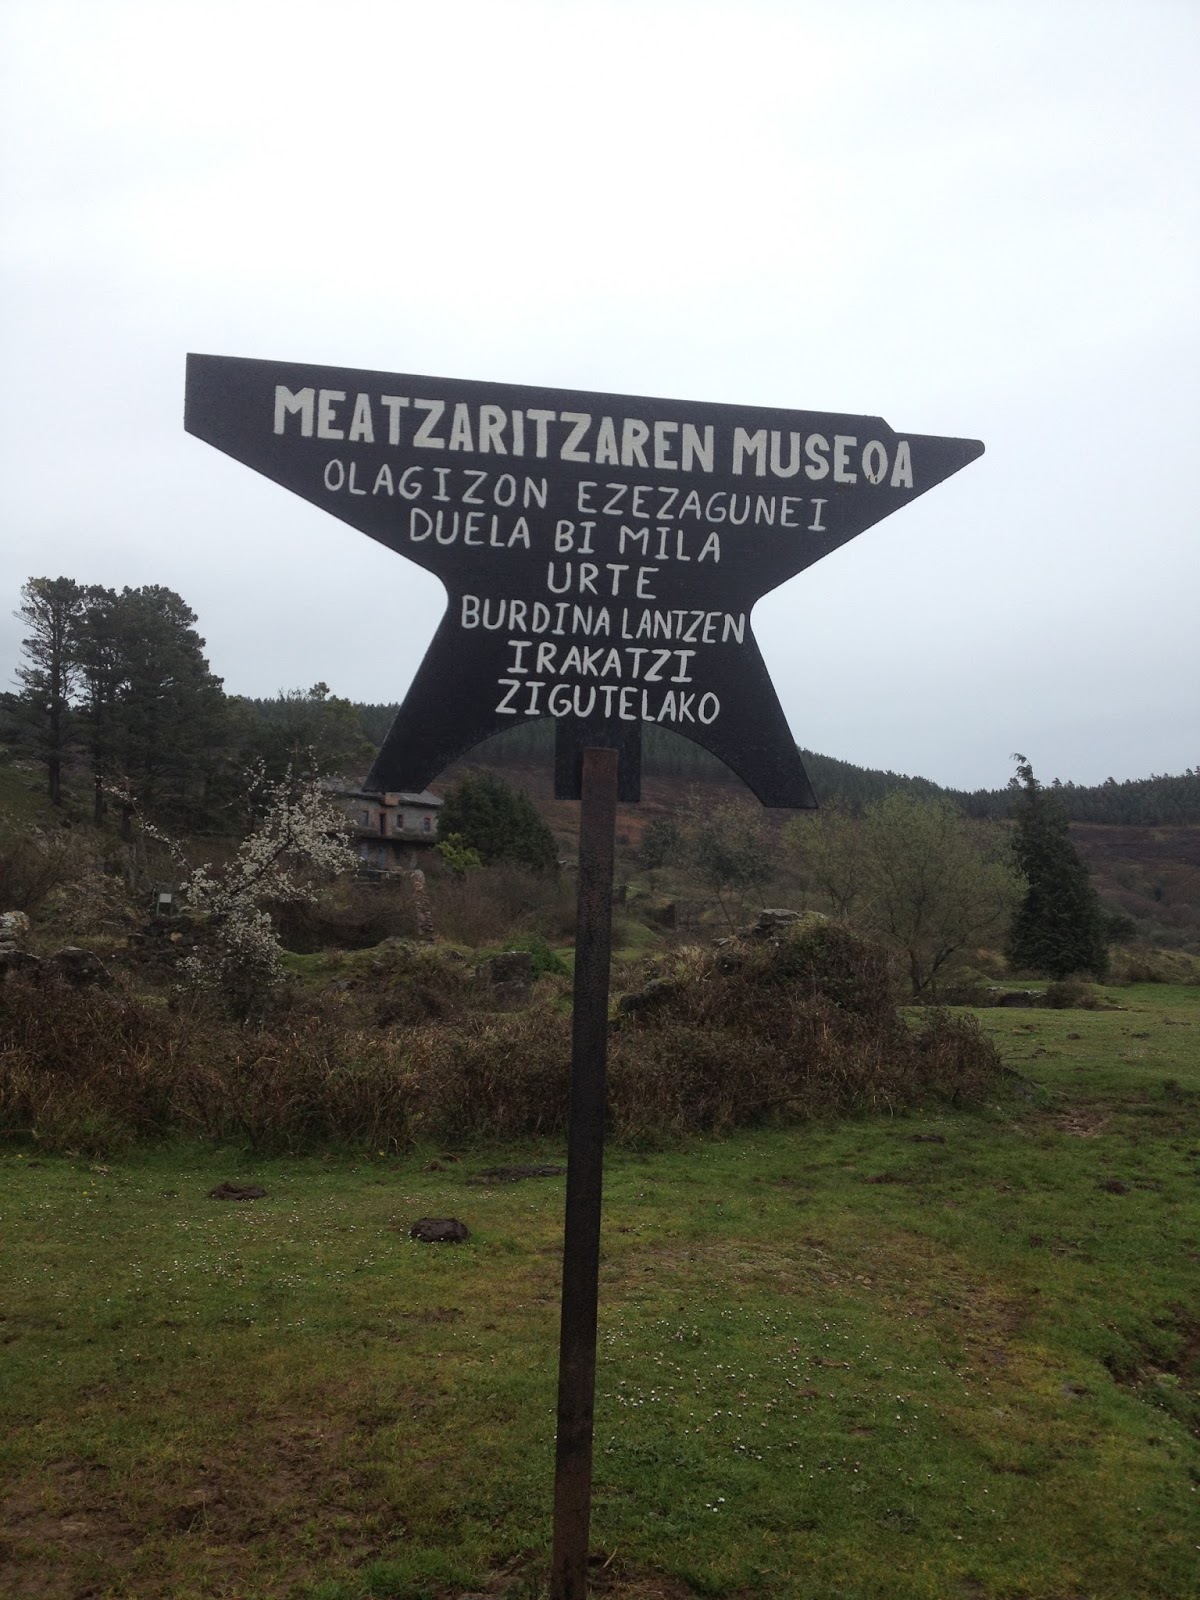 MEATZARITZAREN MUSEOA
OLAGIZON EZEZAGUNEI
DUELA BI MILA
URTE
BURDINA LANTZEN
IRAKATZI
ZIGUTELAKO